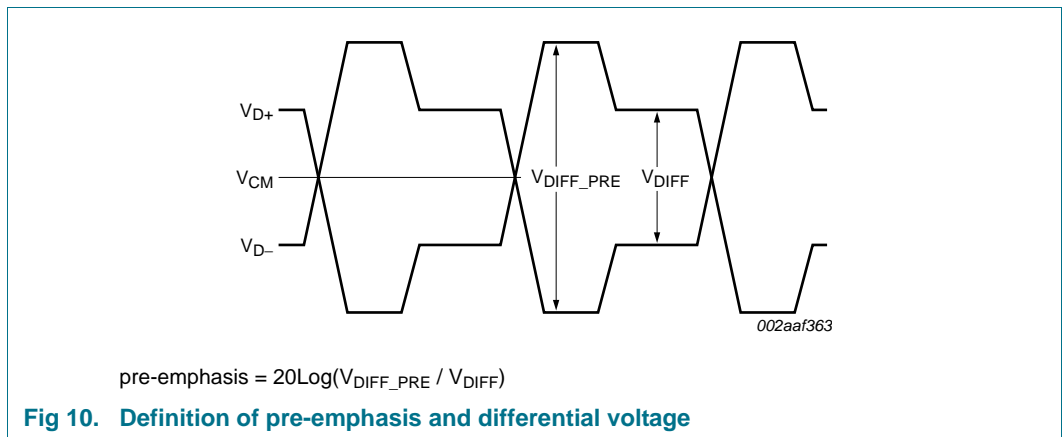 V_D+
V_CM
V_DIFF_PRE V_DIFF
V_D−
002aaf363
pre-emphasis = 20Log(V_DIFF_PRE / V_DIFF)
Fig 10. Definition of pre-emphasis and differential voltage